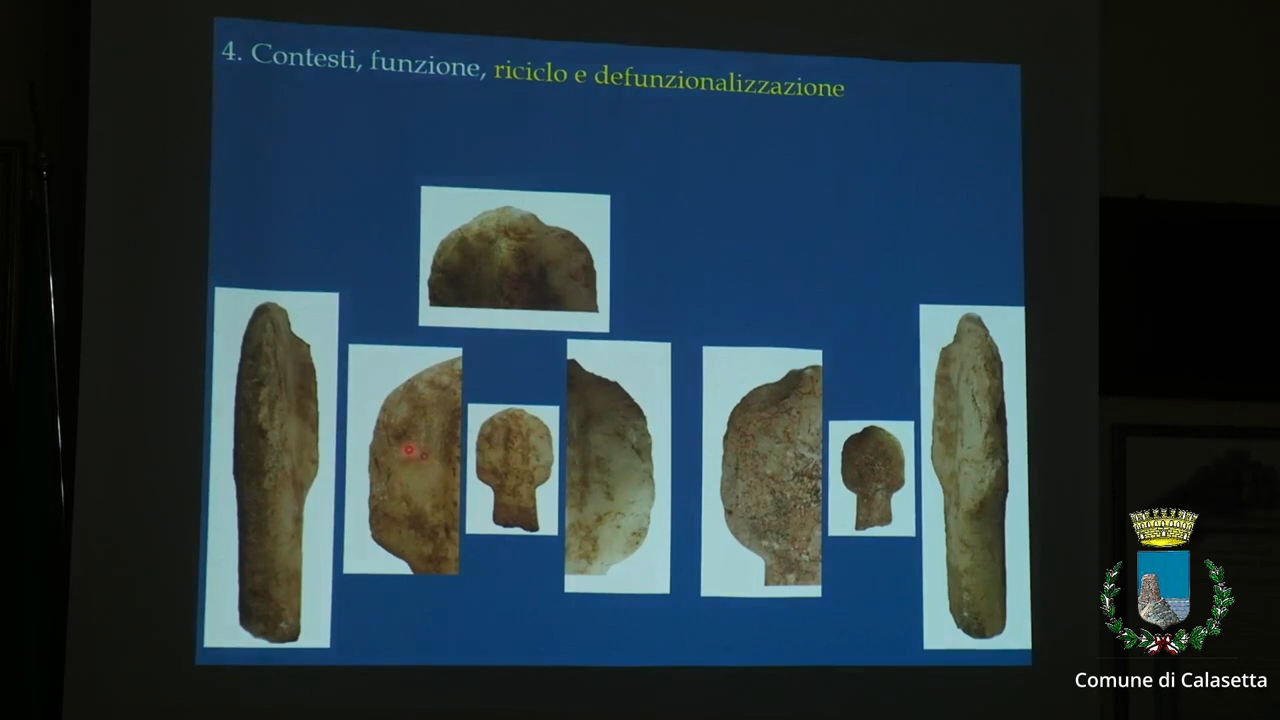 4. Contesti, funzione, riciclo e defunzionalizzazione
Comune di Calasetta